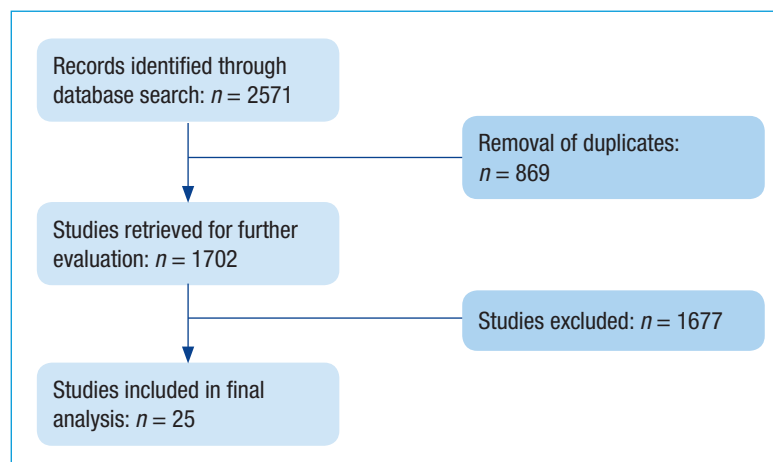 Records identified through
database search: n = 2571
Removal of duplicates:
n = 869
Studies retrieved for further
evaluation: n = 1702
Studies excluded: n = 1677
Studies included in final
analysis: n = 25